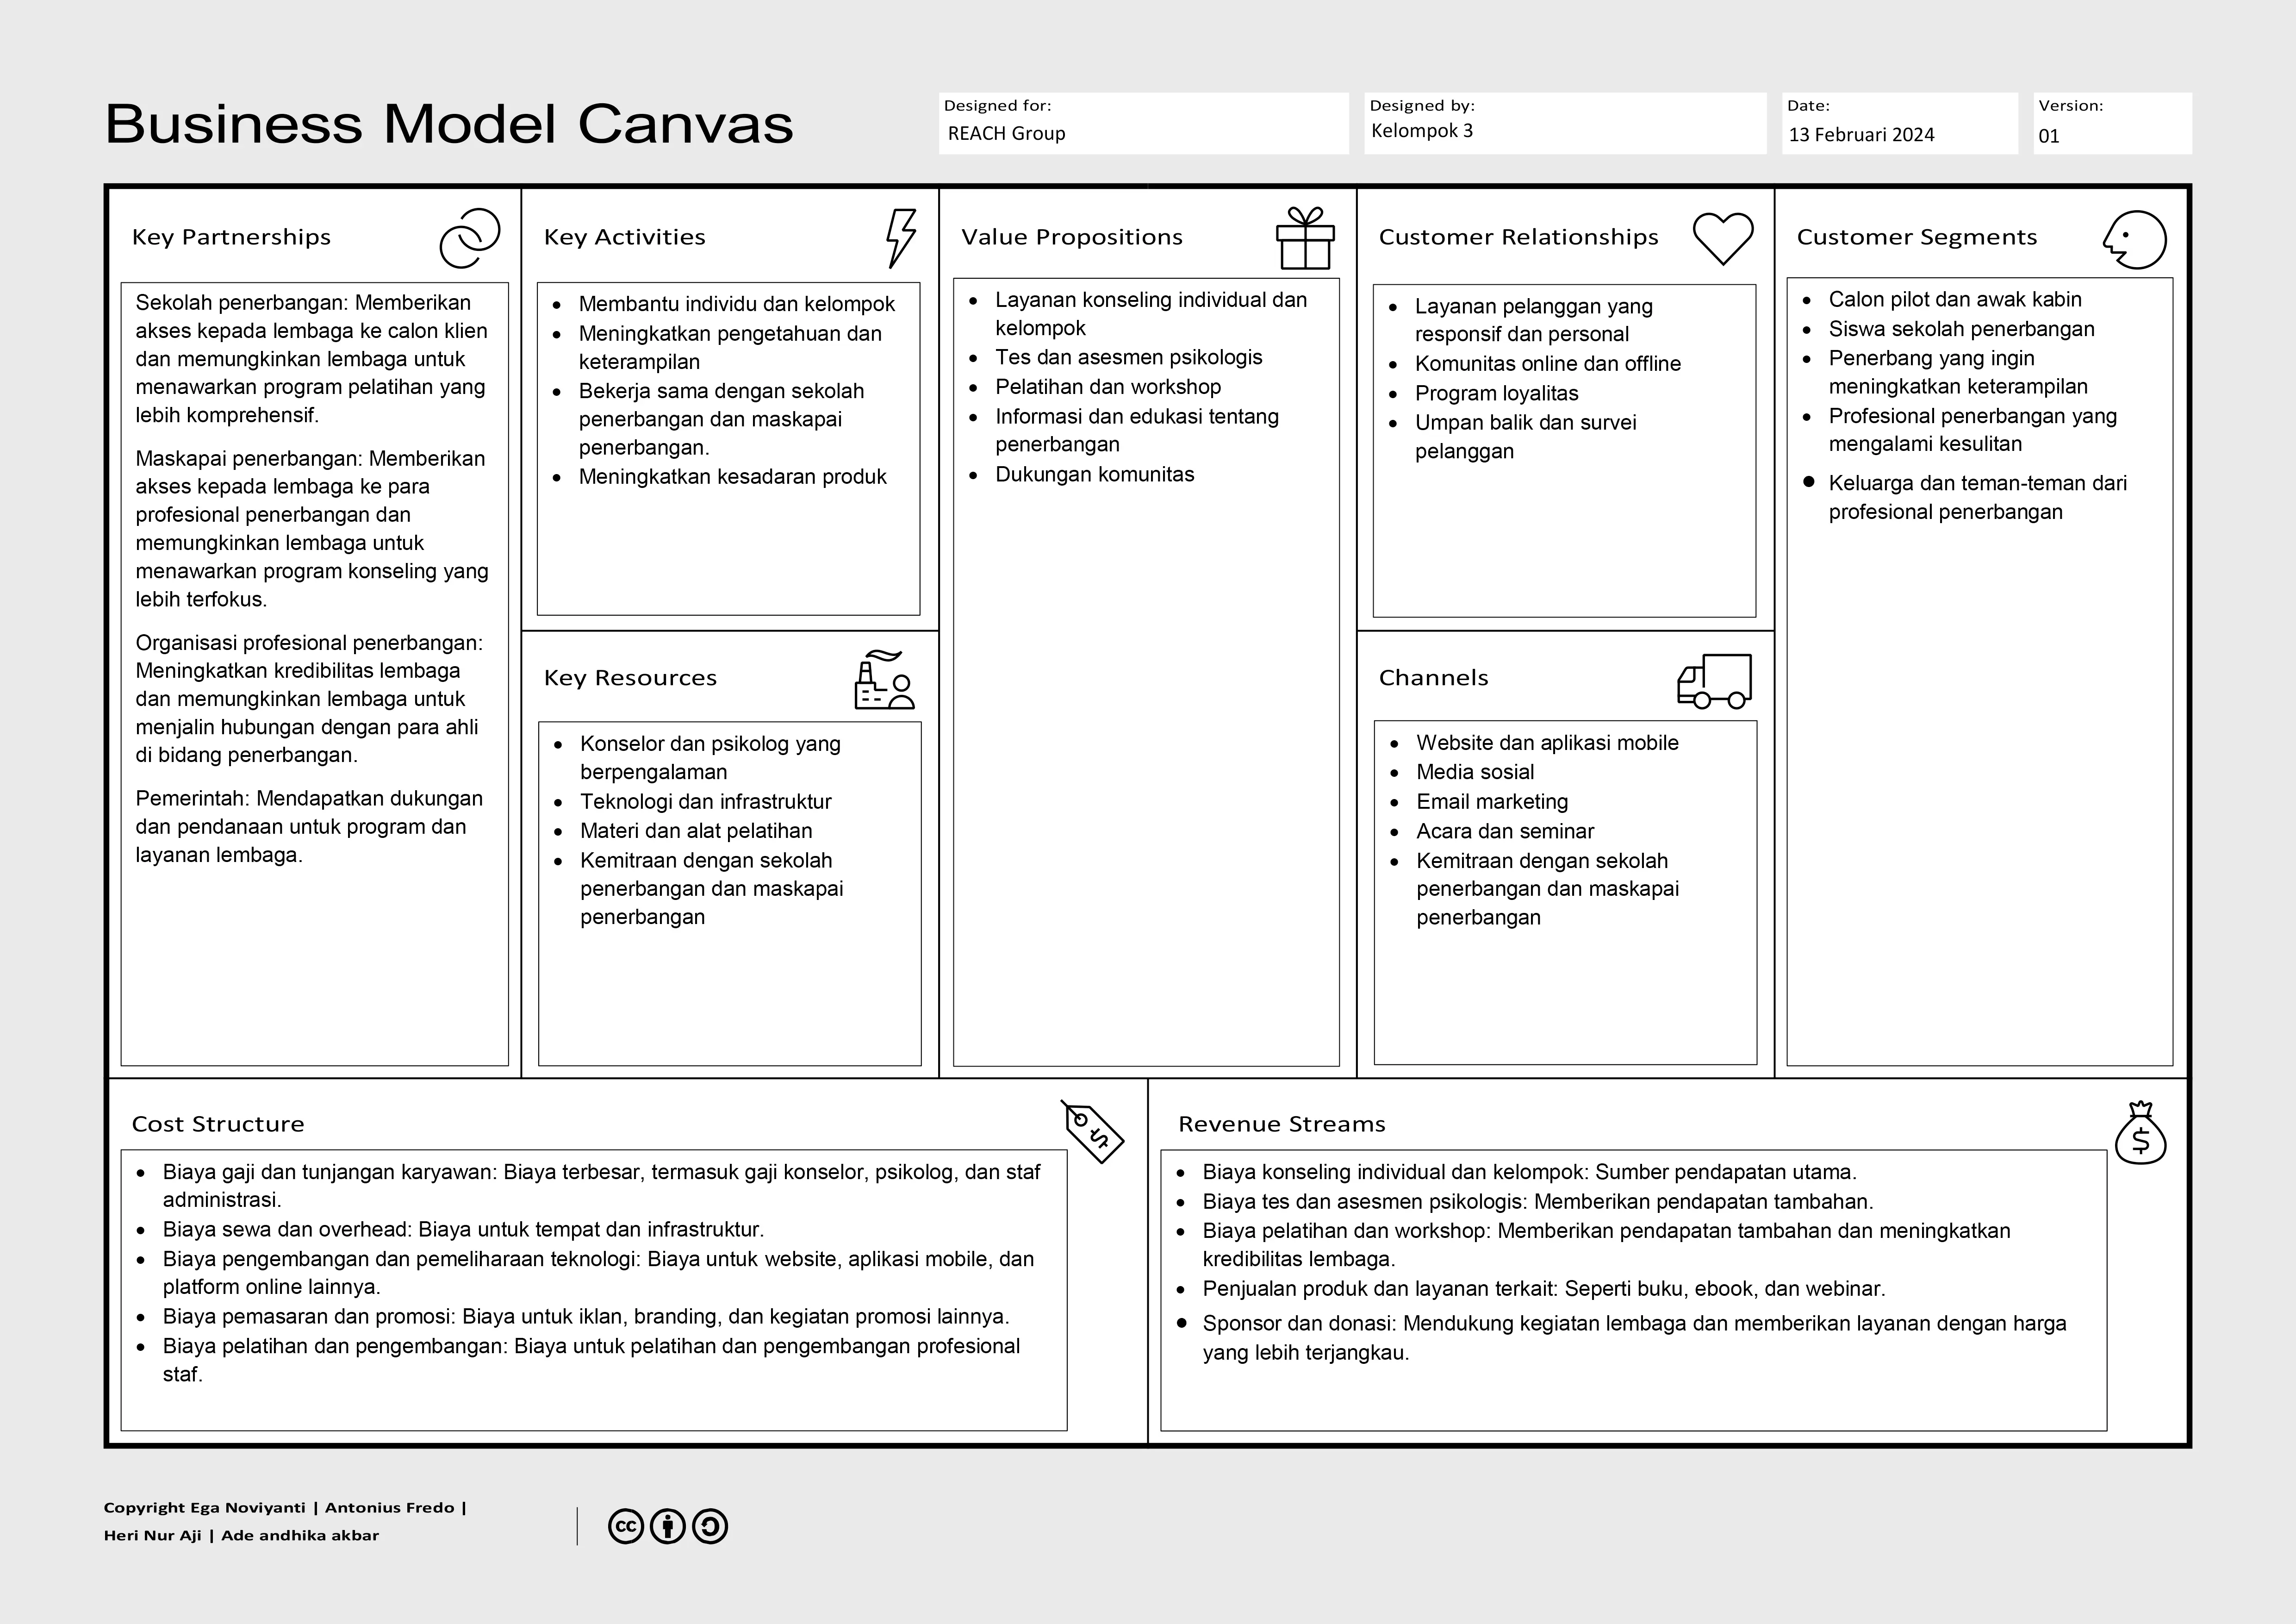 Business Model Canvas
Designed for:
REACH Group
Designed by:
Kelompok 3
Date:
13 Februari 2024
Version:
01
Key Partnerships
Sekolah penerbangan: Memberikan
akses kepada lembaga ke calon klien
dan memungkinkan lembaga untuk
menawarkan program pelatihan yang
lebih komprehensif.
Maskapai penerbangan: Memberikan
akses kepada lembaga ke para
profesional penerbangan dan
memungkinkan lembaga untuk
menawarkan program konseling yang
lebih terfokus.
Organisasi profesional penerbangan:
Meningkatkan kredibilitas lembaga
dan memungkinkan lembaga untuk
menjalin hubungan dengan para ahli
di bidang penerbangan.
Pemerintah: Mendapatkan dukungan
dan pendanaan untuk program dan
layanan lembaga.
Key Activities
• Membantu individu dan kelompok
• Meningkatkan pengetahuan dan
keterampilan
• Bekerja sama dengan sekolah
penerbangan dan maskapai
penerbangan.
• Meningkatkan kesadaran produk
Key Resources
• Konselor dan psikolog yang
berpengalaman
• Teknologi dan infrastruktur
• Materi dan alat pelatihan
• Kemitraan dengan sekolah
penerbangan dan maskapai
penerbangan
Value Propositions
• Layanan konseling individual dan
kelompok
• Tes dan asesmen psikologis
• Pelatihan dan workshop
• Informasi dan edukasi tentang
penerbangan
• Dukungan komunitas
Customer Relationships
• Layanan pelanggan yang
responsif dan personal
• Komunitas online dan offline
• Program loyalitas
• Umpan balik dan survei
pelanggan
Channels
• Website dan aplikasi mobile
• Media sosial
• Email marketing
• Acara dan seminar
• Kemitraan dengan sekolah
penerbangan dan maskapai
penerbangan
Customer Segments
• Calon pilot dan awak kabin
• Siswa sekolah penerbangan
• Penerbang yang ingin
meningkatkan keterampilan
• Profesional penerbangan yang
mengalami kesulitan
• Keluarga dan teman-teman dari
profesional penerbangan
Cost Structure
$
• Biaya gaji dan tunjangan karyawan: Biaya terbesar, termasuk gaji konselor, psikolog, dan staf
administrasi.
• Biaya sewa dan overhead: Biaya untuk tempat dan infrastruktur.
• Biaya pengembangan dan pemeliharaan teknologi: Biaya untuk website, aplikasi mobile, dan
platform online lainnya.
• Biaya pemasaran dan promosi: Biaya untuk iklan, branding, dan kegiatan promosi lainnya.
• Biaya pelatihan dan pengembangan: Biaya untuk pelatihan dan pengembangan profesional
staf.
Revenue Streams
$
• Biaya konseling individual dan kelompok: Sumber pendapatan utama.
• Biaya tes dan asesmen psikologis: Memberikan pendapatan tambahan.
• Biaya pelatihan dan workshop: Memberikan pendapatan tambahan dan meningkatkan
kredibilitas lembaga.
• Penjualan produk dan layanan terkait: Seperti buku, ebook, dan webinar.
• Sponsor dan donasi: Mendukung kegiatan lembaga dan memberikan layanan dengan harga
yang lebih terjangkau.
Copyright Ega Noviyanti | Antonius Fredo |
Heri Nur Aji | Ade andhika akbar
cc